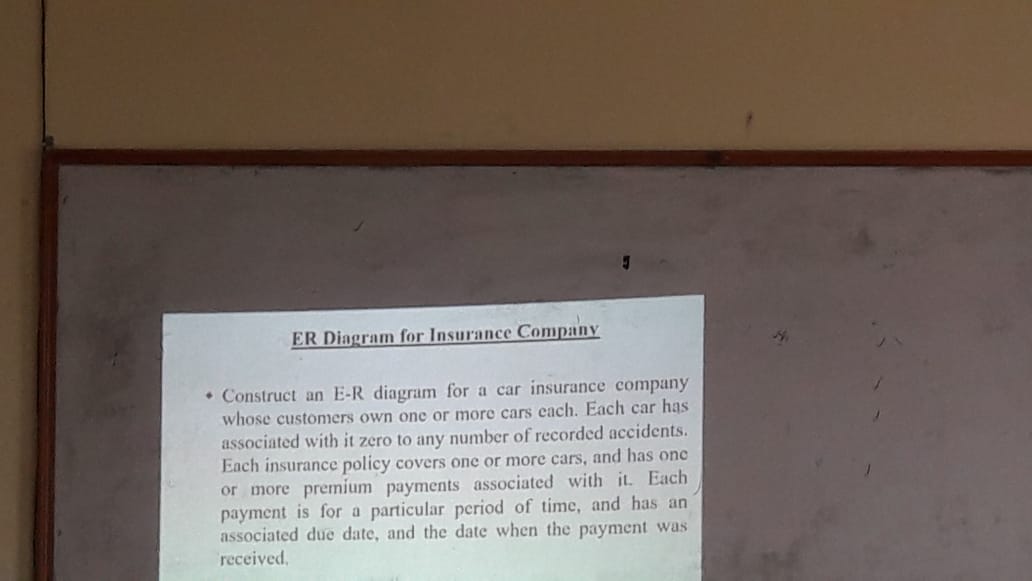 ER Diagram for Insurance Company
• Construct an E-R diagram for a car insurance company
whose customers own one or more cars each. Each car has
associated with it zero to any number of recorded accidents.
Each insurance policy covers one or more cars, and has one
or more premium payments associated with it. Each
payment is for a particular period of time, and has an
associated due date, and the date when the payment was
received.